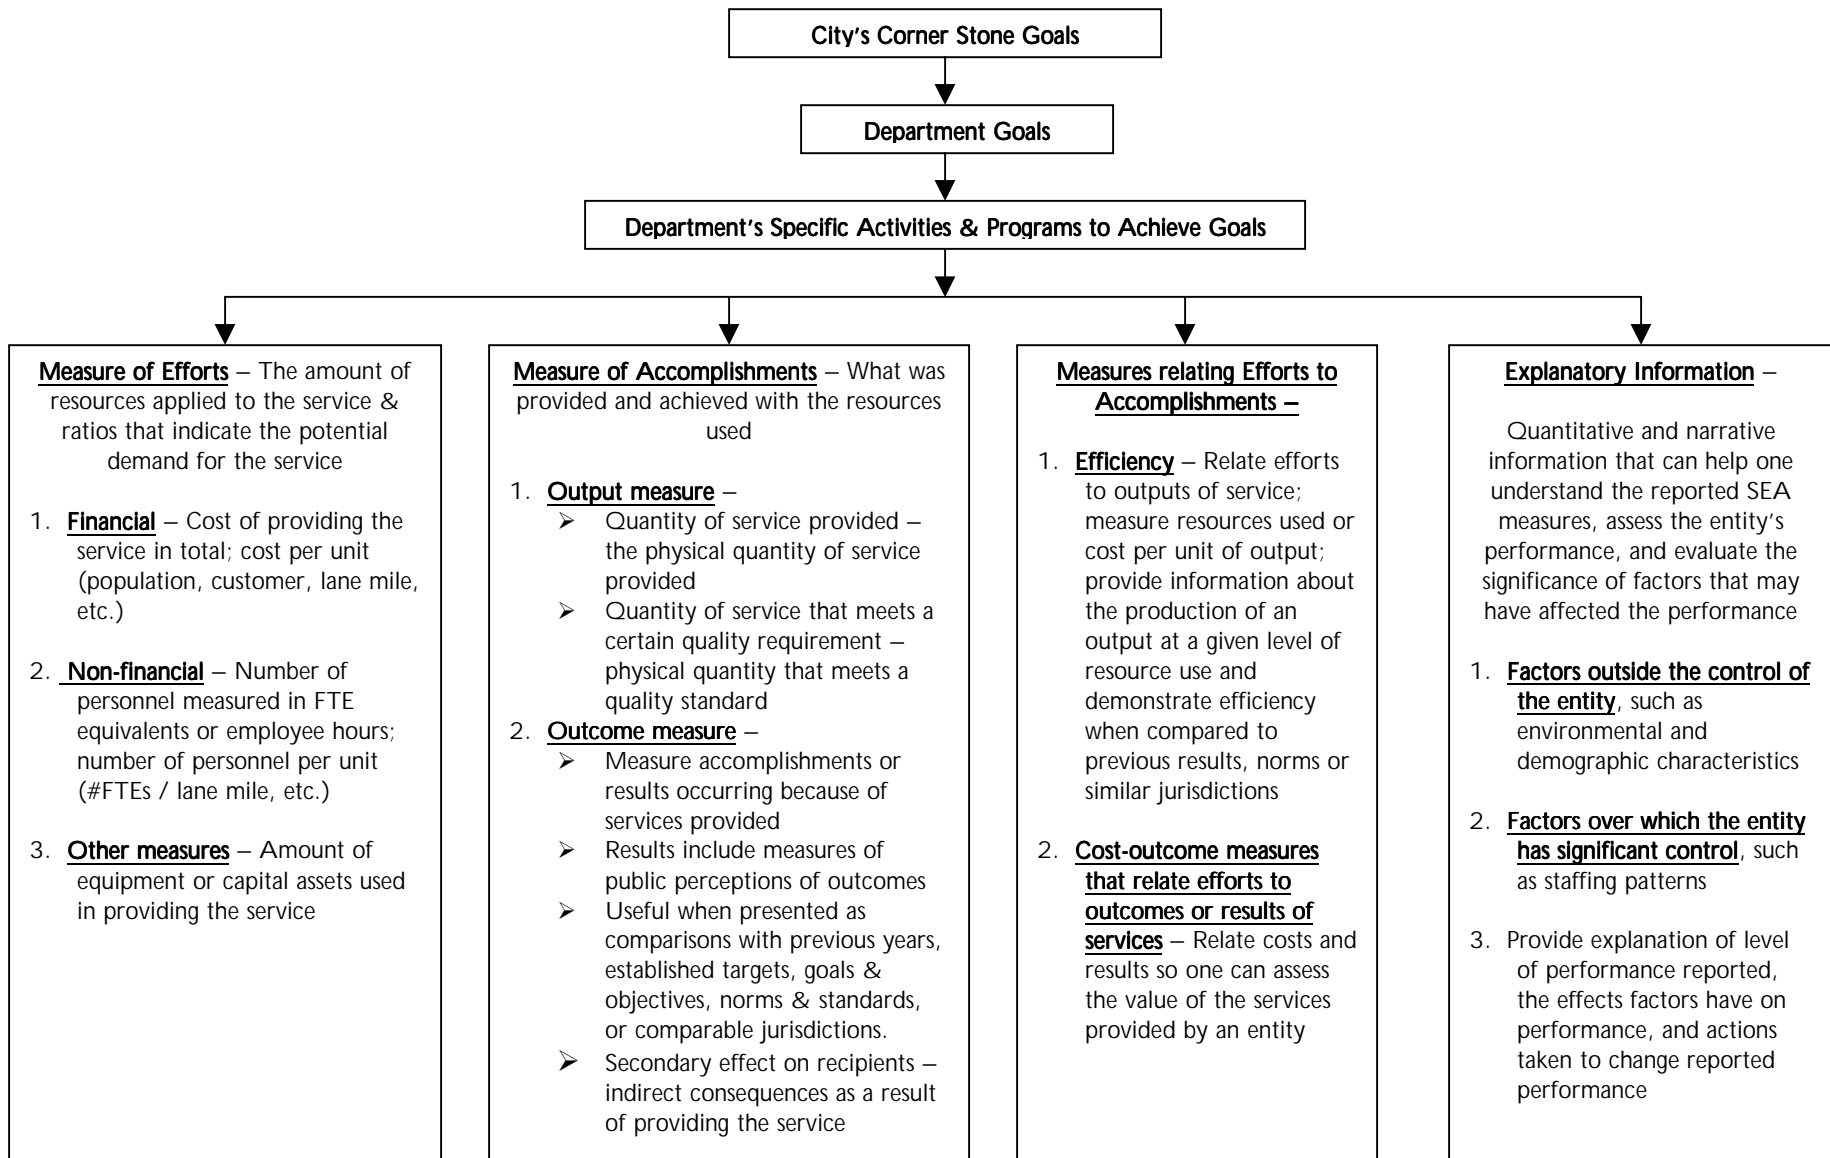 City's Corner Stone Goals
Department Goals
Department's Specific Activities & Programs to Achieve Goals
Measure of Efforts – The amount of
resources applied to the service &
ratios that indicate the potential
demand for the service
1. Financial – Cost of providing the
service in total; cost per unit
(population, customer, lane mile,
etc.)
2. Non-financial – Number of
personnel measured in FTE
equivalents or employee hours;
number of personnel per unit
(#FTEs / lane mile, etc.)
3. Other measures – Amount of
equipment or capital assets used
in providing the service
Measure of Accomplishments – What was
provided and achieved with the resources
used
1. Output measure –
➢ Quantity of service provided –
the physical quantity of service
provided
➢ Quantity of service that meets a
certain quality requirement –
physical quantity that meets a
quality standard
2. Outcome measure –
➢ Measure accomplishments or
results occurring because of
services provided
➢ Results include measures of
public perceptions of outcomes
➢ Useful when presented as
comparisons with previous years,
established targets, goals &
objectives, norms & standards,
or comparable jurisdictions.
➢ Secondary effect on recipients –
indirect consequences as a result
of providing the service
Measures relating Efforts to
Accomplishments –
1. Efficiency – Relate efforts
to outputs of service;
measure resources used or
cost per unit of output;
provide information about
the production of an
output at a given level of
resource use and
demonstrate efficiency
when compared to
previous results, norms or
similar jurisdictions
2. Cost-outcome measures
that relate efforts to
outcomes or results of
services – Relate costs and
results so one can assess
the value of the services
provided by an entity
Explanatory Information –
Quantitative and narrative
information that can help one
understand the reported SEA
measures, assess the entity's
performance, and evaluate the
significance of factors that may
have affected the performance
1. Factors outside the control of
the entity, such as
environmental and
demographic characteristics
2. Factors over which the entity
has significant control, such
as staffing patterns
3. Provide explanation of level
of performance reported,
the effects factors have on
performance, and actions
taken to change reported
performance